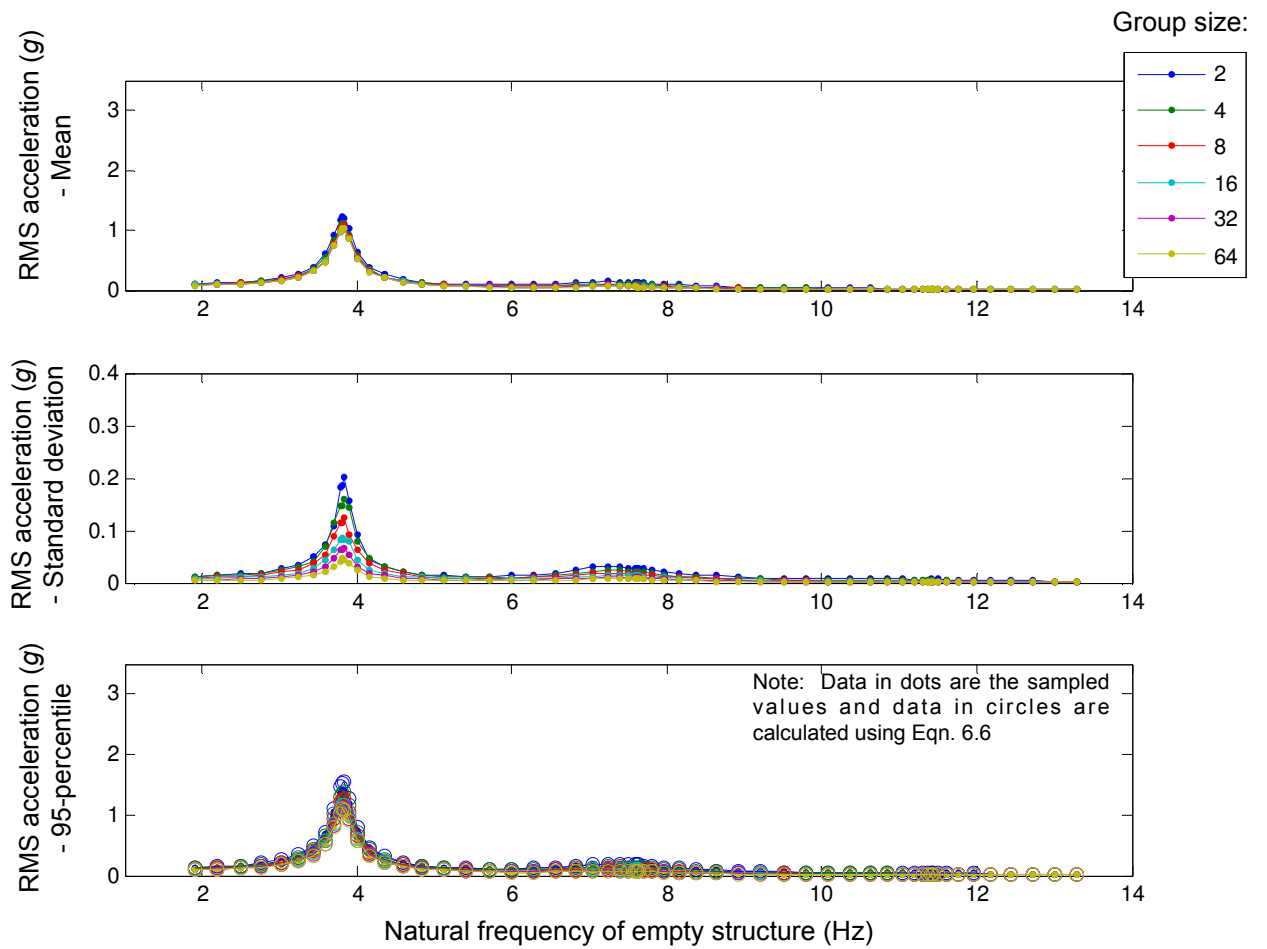 Group size:
2
4
8
16
32
64
RMS acceleration (g)
- Mean
3
2
1
0
2 4 6 8 10 12 14
RMS acceleration (g)
- Standard deviation
0.4
0.3
0.2
0.1
0
2 4 6 8 10 12 14
RMS acceleration (g)
- 95-percentile
3
2
1
0
Note: Data in dots are the sampled
values and data in circles are
calculated using Eqn. 6.6
2 4 6 8 10 12 14
Natural frequency of empty structure (Hz)